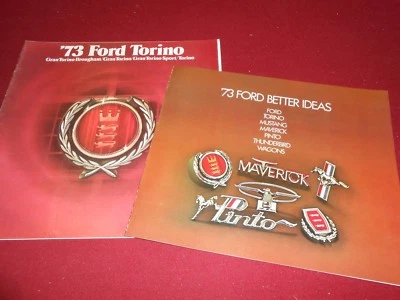 '73 Ford Torino
Gran Torino Brougham/Gran Torino/Gran Torino Sport/Torino
'73 FORD BETTER IDEAS
FORD
TORINO
MUSTANG
MAVERICK
PINTO
THUNDERBIRD
WAGONS
MAVERICK
Pinto